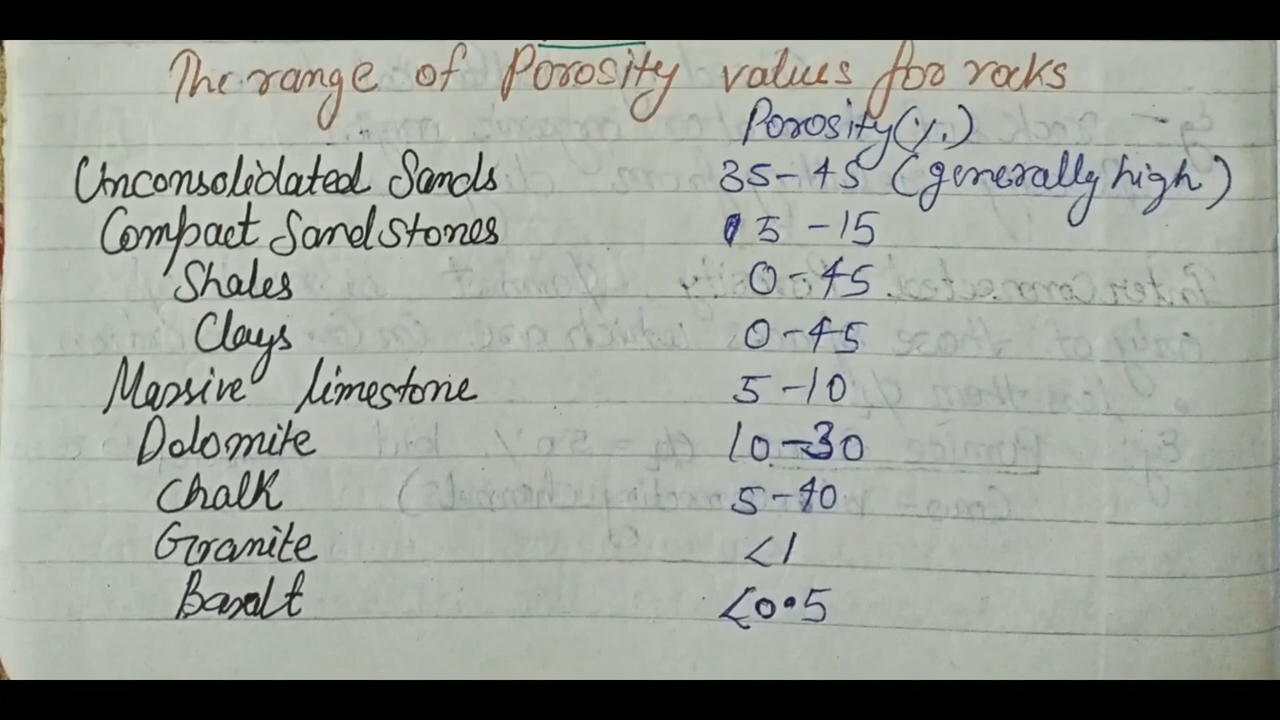 The range of Porosity values for rocks
Porosity (%)
Unconsolidated Sands 35-45 (generally high)
Compact Sandstones 5-15
Shales 0-45
Clays 0-45
Massive limestone 5-10
Dolomite 10-30
Chalk 5-40
Granite <1
Basalt <0.5